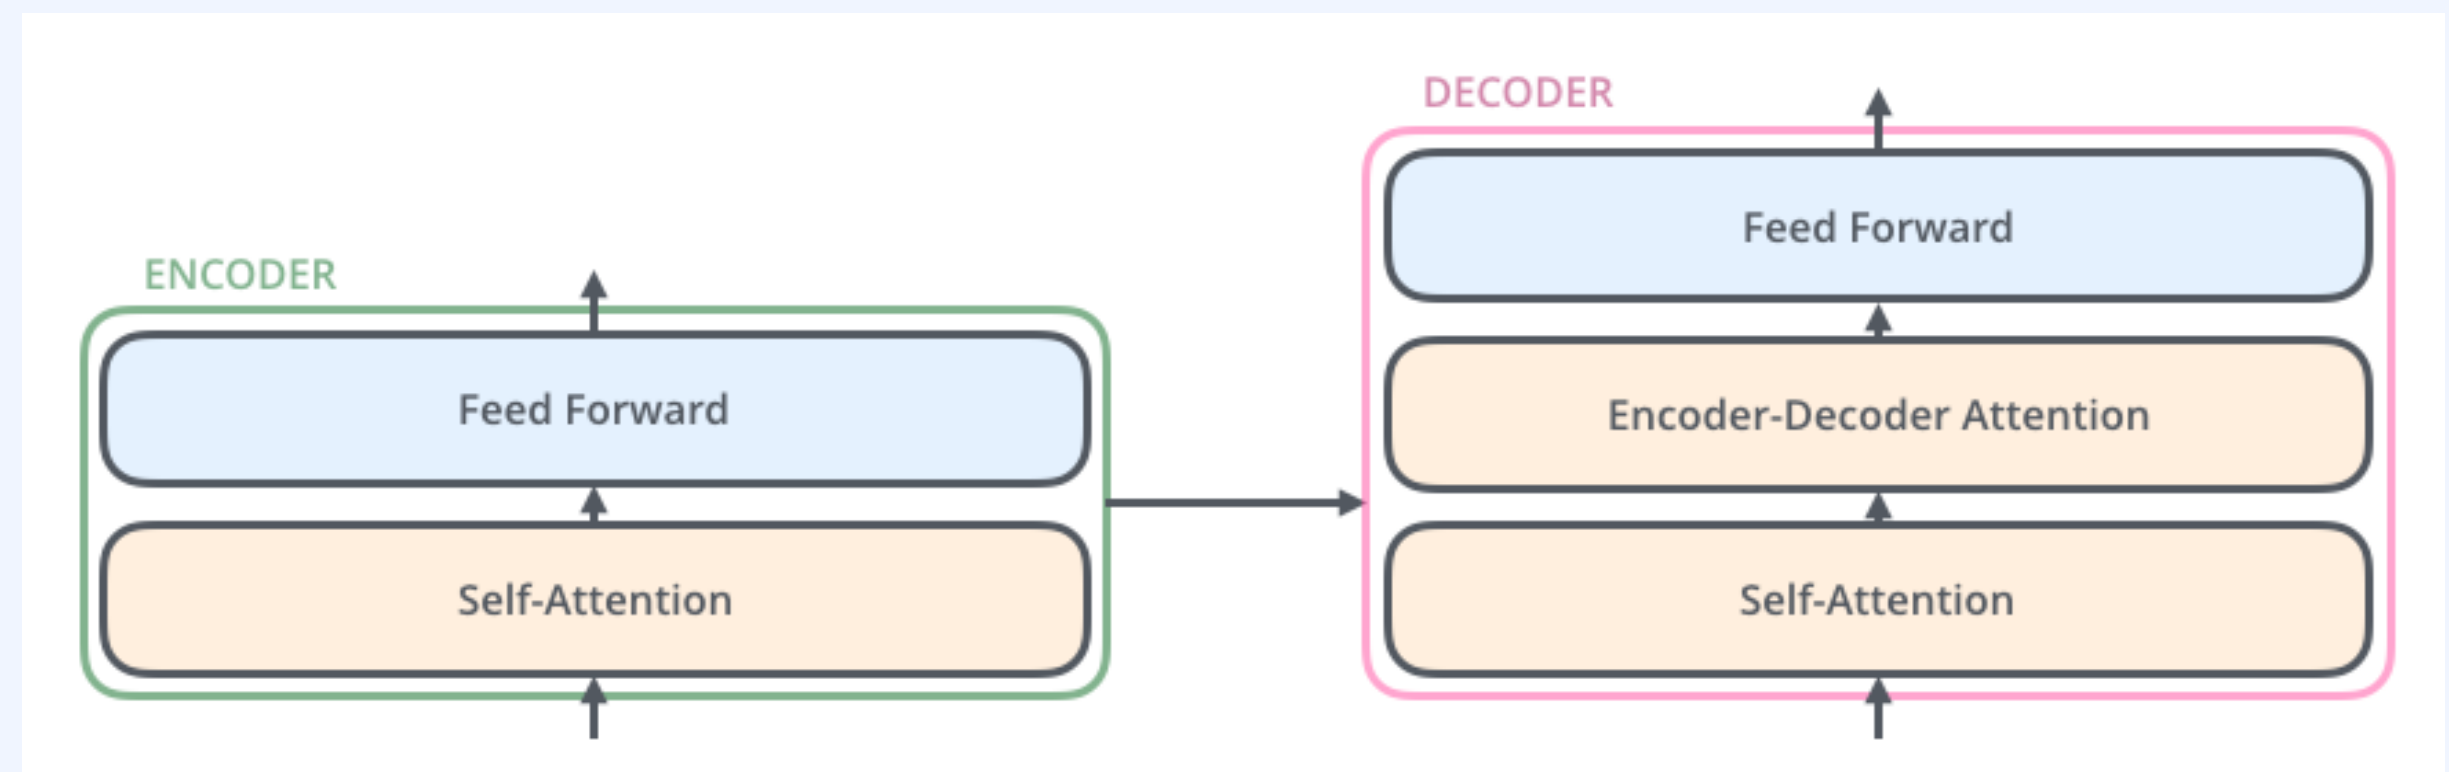 ENCODER
Feed Forward
Self-Attention
DECODER
Feed Forward
Encoder-Decoder Attention
Self-Attention